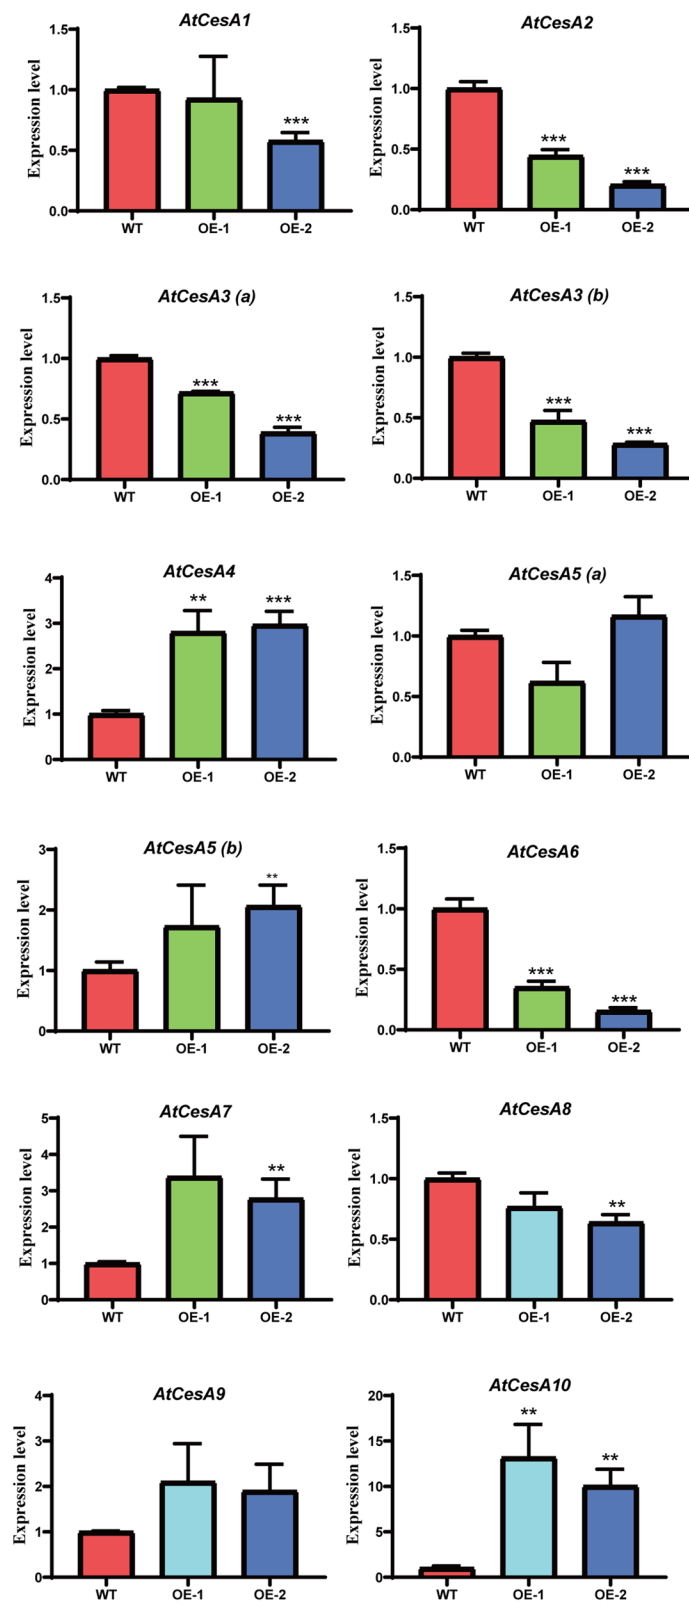 AtCesA1
Expression level
1.5
1.0
0.5
0.0
***
WT OE-1 OE-2
AtCesA2
Expression level
1.5
1.0
0.5
0.0
***
***
WT OE-1 OE-2
AtCesA3 (a)
Expression level
1.5
1.0
0.5
0.0
***
***
WT OE-1 OE-2
AtCesA3 (b)
Expression level
1.5
1.0
0.5
0.0
***
***
WT OE-1 OE-2
AtCesA4
Expression level
4
3
2
1
0
** ***
WT OE-1 OE-2
AtCesA5 (a)
Expression level
1.5
1.0
0.5
0.0
WT OE-1 OE-2
AtCesA5 (b)
Expression level
3
2
1
0
**
WT OE-1 OE-2
AtCesA6
Expression level
1.5
1.0
0.5
0.0
***
***
WT OE-1 OE-2
AtCesA7
Expression level
5
4
3
2
1
0
**
WT OE-1 OE-2
AtCesA8
Expression level
1.5
1.0
0.5
0.0
**
WT OE-1 OE-2
AtCesA9
Expression level
4
3
2
1
0
WT OE-1 OE-2
AtCesA10
Expression level
20
15
10
5
0
**
**
WT OE-1 OE-2